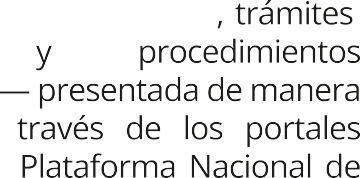 , trámites
y procedimientos
— presentada de manera
través de los portales
Plataforma Nacional de